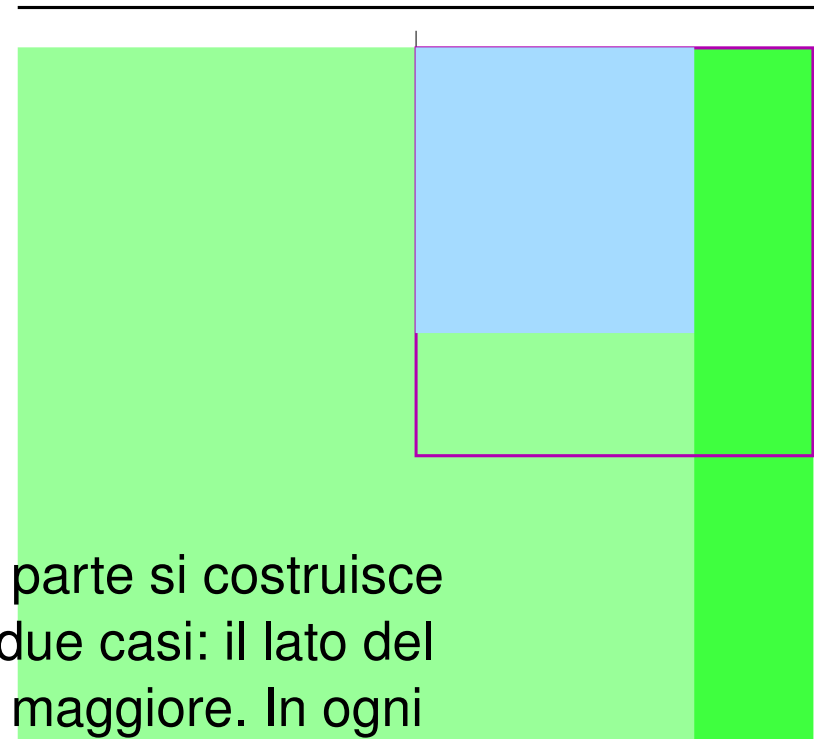 parte si costruisce
due casi: il lato del
maggiore. In ogni